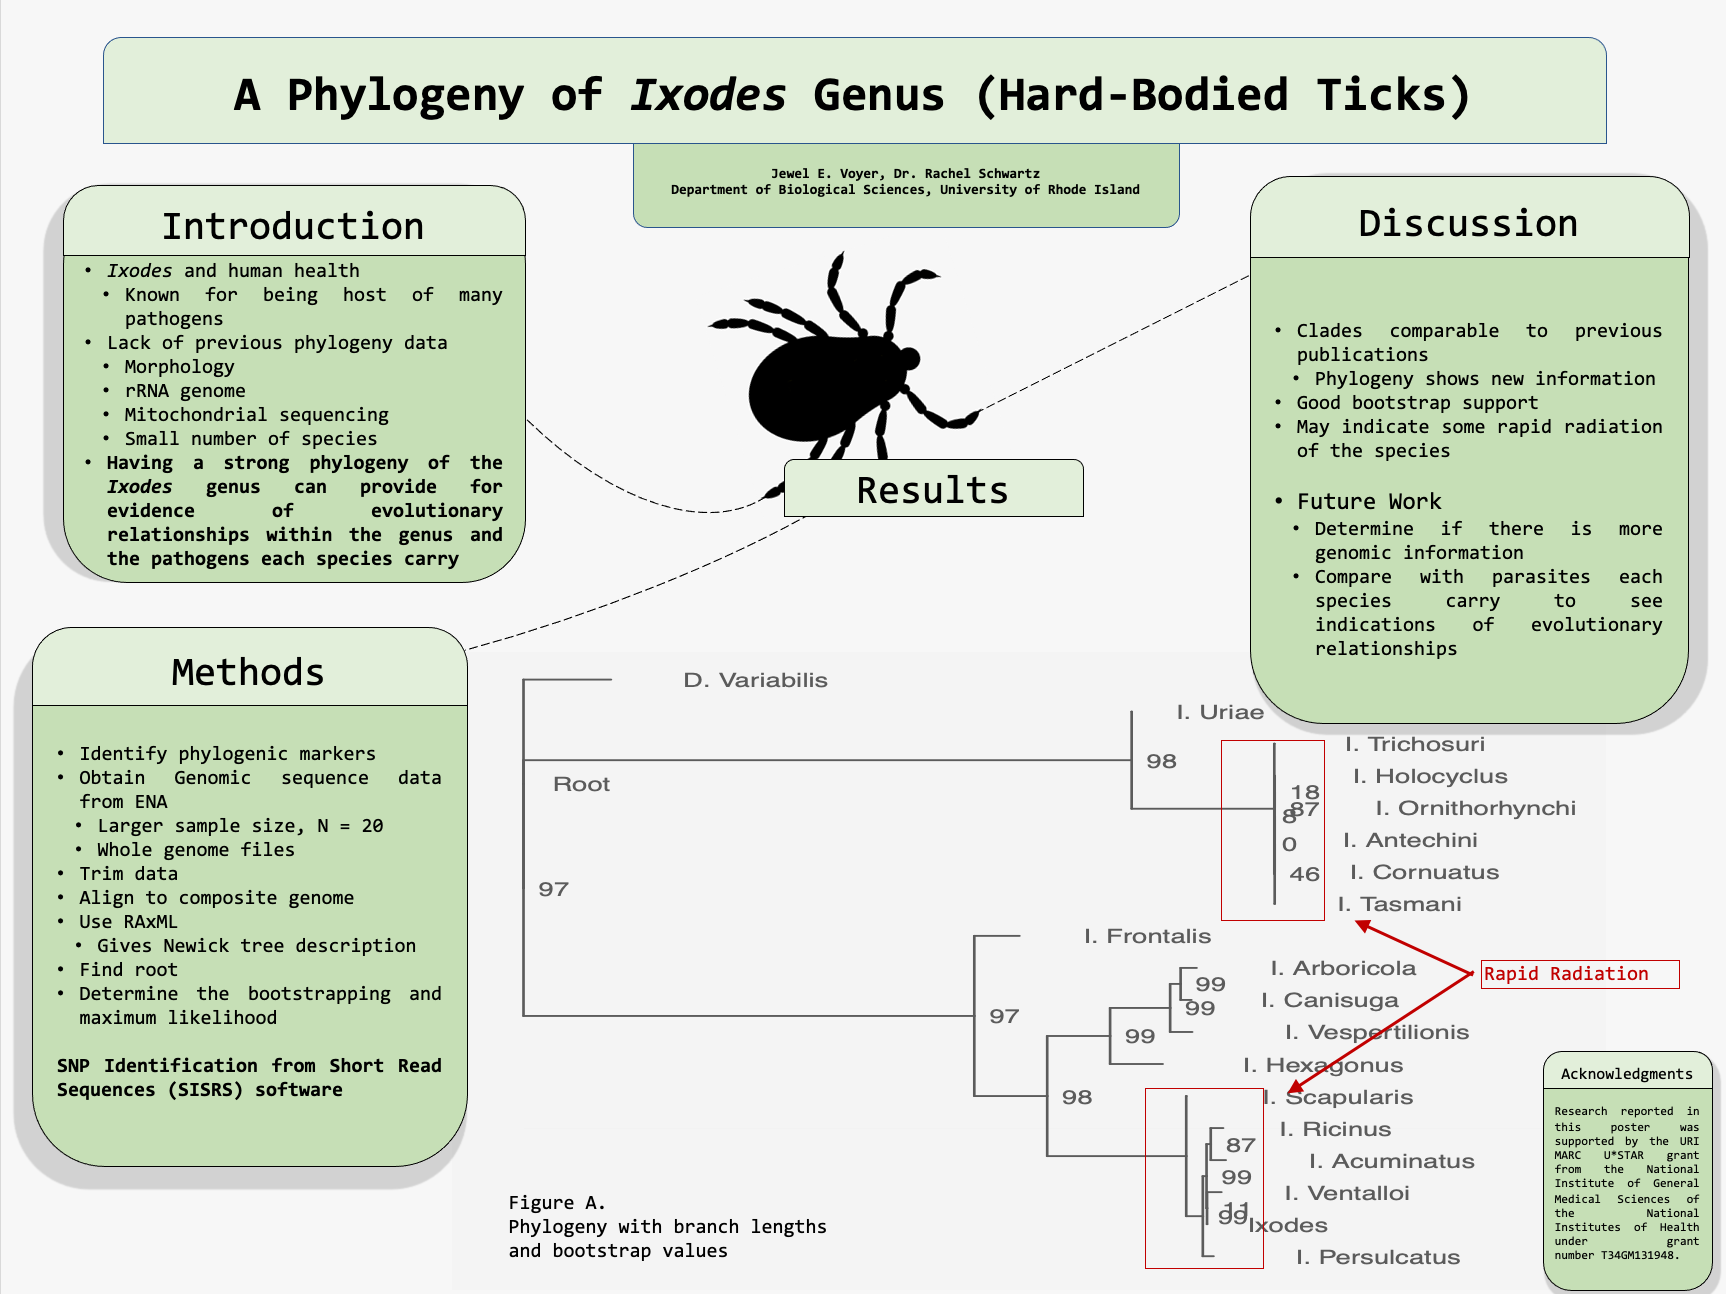 A Phylogeny of Ixodes Genus (Hard-Bodied Ticks)
Jewel E. Voyer, Dr. Rachel Schwartz
Department of Biological Sciences, University of Rhode Island
Introduction
• Ixodes and human health
• Known for being host of many
pathogens
• Lack of previous phylogeny data
• Morphology
• rRNA genome
• Mitochondrial sequencing
• Small number of species
• Having a strong phylogeny of the
Ixodes genus can provide for
evidence of evolutionary
relationships within the genus and
the pathogens each species carry
Methods
• Identify phylogenic markers
• Obtain Genomic sequence data
from ENA
• Larger sample size, N = 20
• Whole genome files
• Trim data
• Align to composite genome
• Use RAxML
• Gives Newick tree description
• Find root
• Determine the bootstrapping and
maximum likelihood
SNP Identification from Short Read
Sequences (SISRS) software
Results
D. Variabilis
I. Uriae
I. Trichosuri
98
I. Holocyclus
Root
18
87
I. Ornithorhynchi
8
I. Antechini
0
I. Cornuatus
46
97
I. Tasmani
I. Frontalis
I. Arboricola
99
I. Canisuga
99
97
I. Vespertilionis
99
I. Hexagonus
98
I. Scapularis
I. Ricinus
87
I. Acuminatus
99
I. Ventalloi
11
99
Ixodes
I. Persulcatus
Rapid Radiation
Figure A.
Phylogeny with branch lengths
and bootstrap values
Discussion
• Clades comparable to previous
publications
• Phylogeny shows new information
• Good bootstrap support
• May indicate some rapid radiation
of the species
• Future Work
• Determine if there is more
genomic information
• Compare with parasites each
species carry to see
indications of evolutionary
relationships
Acknowledgments
Research reported in
this poster was
supported by the URI
MARC U*STAR grant
from the National
Institute of General
Medical Sciences of
the National
Institutes of Health
under grant
number T34GM131948.